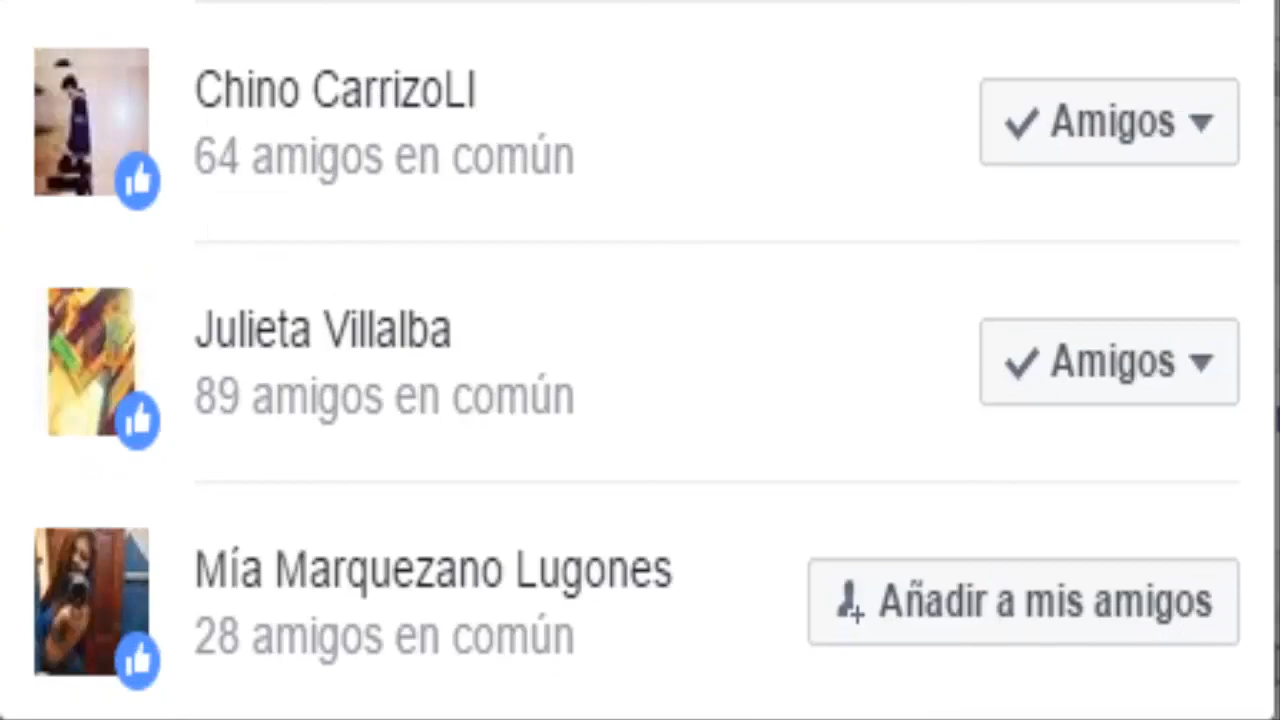 Chino CarrizoLI
64 amigos en común
Amigos
Julieta Villalba
89 amigos en común
Amigos
Mía Marquezano Lugones
28 amigos en común
Añadir a mis amigos